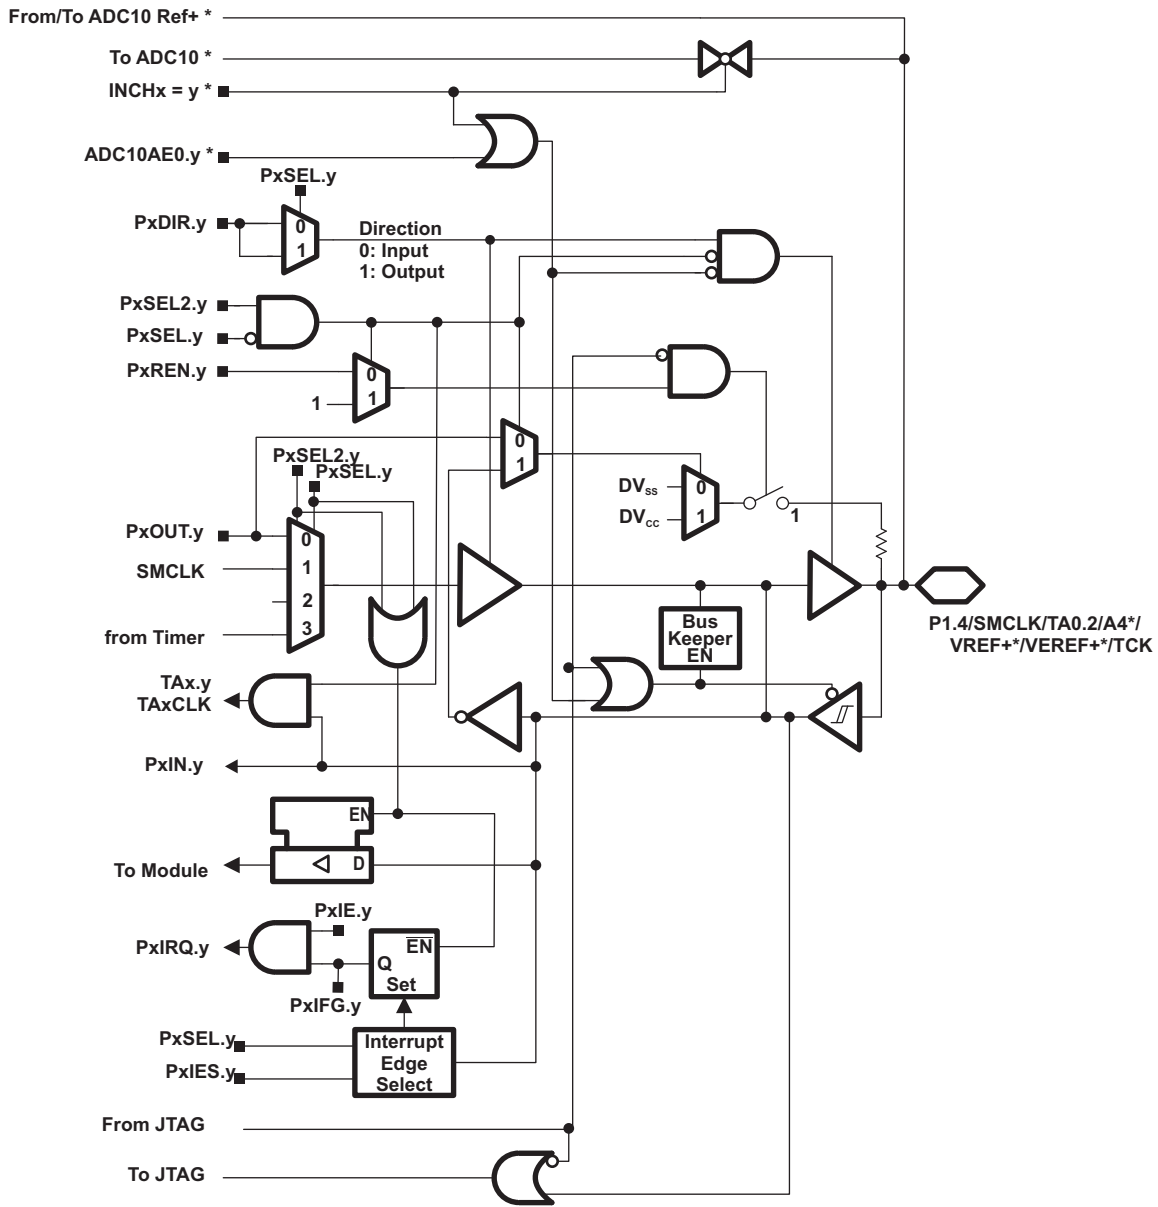 From/To ADC10 Ref+ *
To ADC10 *
INCHx = y *
ADC10AE0.y *
PxSEL.y
PxDIR.y
0
1
Direction
0: Input
1: Output
PxSEL2.y
PxSEL.y
PxREN.y
0
1
1
0
1
PxSEL2.y
PxSEL.y
DVSS
0
DVCC
1
1
PxOUT.y
0
SMCLK
1
2
from Timer
3
Bus
Keeper
EN
P1.4/SMCLK/TA0.2/A4*/
VREF+*/VEREF+*/TCK
TAx.y
TAxCLK
PxIN.y
EN
To Module
D
PxIE.y
PxIRQ.y
EN
Q
Set
PxIFG.y
PxSEL.y
PxIES.y
Interrupt
Edge
Select
From JTAG
To JTAG